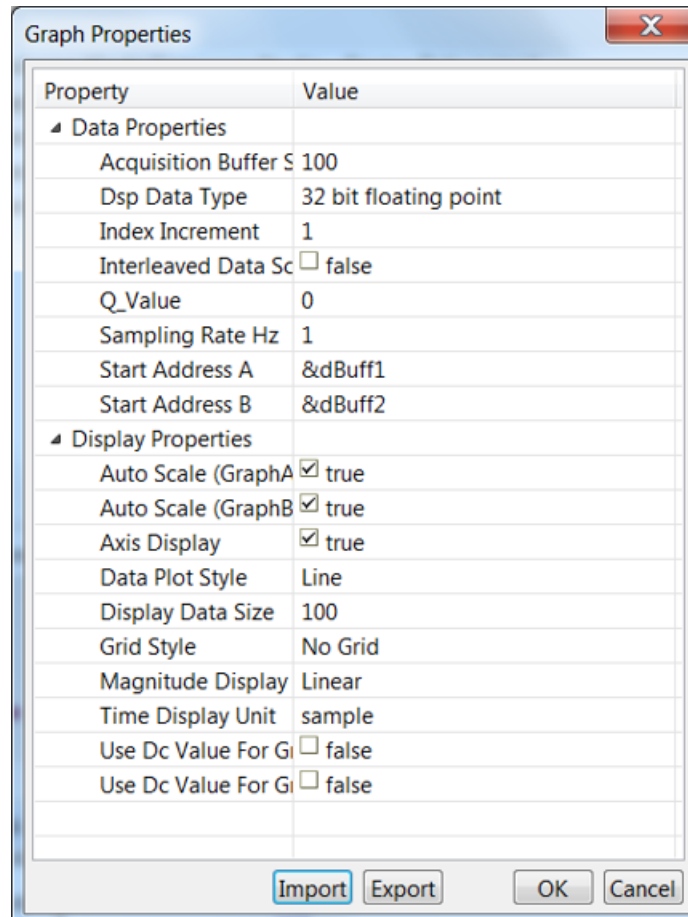 Graph Properties
Property Value
Data Properties
Acquisition Buffer S 100
Dsp Data Type 32 bit floating point
Index Increment 1
Interleaved Data Sc false
Q_Value 0
Sampling Rate Hz 1
Start Address A &dBuff1
Start Address B &dBuff2
Display Properties
Auto Scale (GraphA true
Auto Scale (GraphB true
Axis Display true
Data Plot Style Line
Display Data Size 100
Grid Style No Grid
Magnitude Display Linear
Time Display Unit sample
Use Dc Value For Gr false
Use Dc Value For Gr false
Import Export OK Cancel